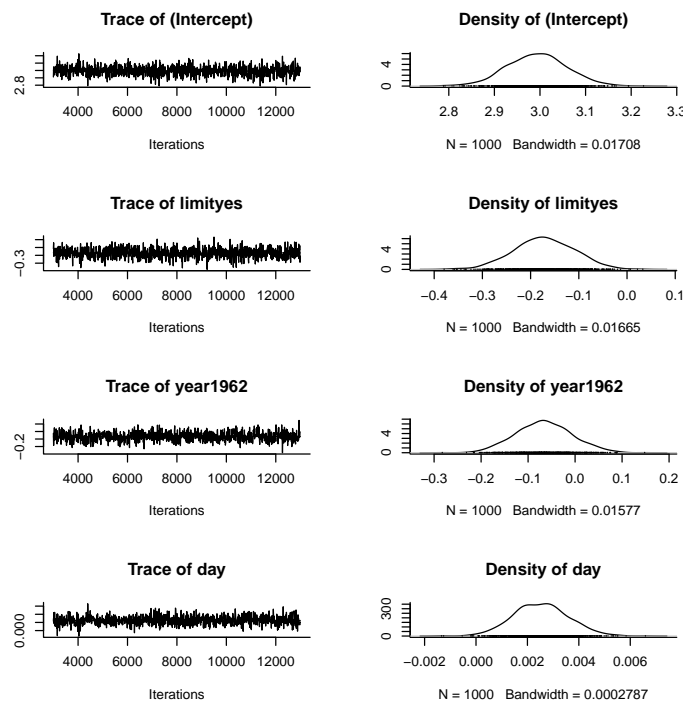 Trace of (Intercept)
2.8
4000 6000 8000 10000 12000
Iterations
Density of (Intercept)
0 4
2.8 2.9 3.0 3.1 3.2 3.3
N = 1000 Bandwidth = 0.01708
Trace of limityes
−0.3
4000 6000 8000 10000 12000
Iterations
Density of limityes
0 4
−0.4 −0.3 −0.2 −0.1 0.0 0.1
N = 1000 Bandwidth = 0.01665
Trace of year1962
−0.2
4000 6000 8000 10000 12000
Iterations
Density of year1962
0 4
−0.3 −0.2 −0.1 0.0 0.1 0.2
N = 1000 Bandwidth = 0.01577
Trace of day
0.000
4000 6000 8000 10000 12000
Iterations
Density of day
0 300
−0.002 0.000 0.002 0.004 0.006
N = 1000 Bandwidth = 0.0002787